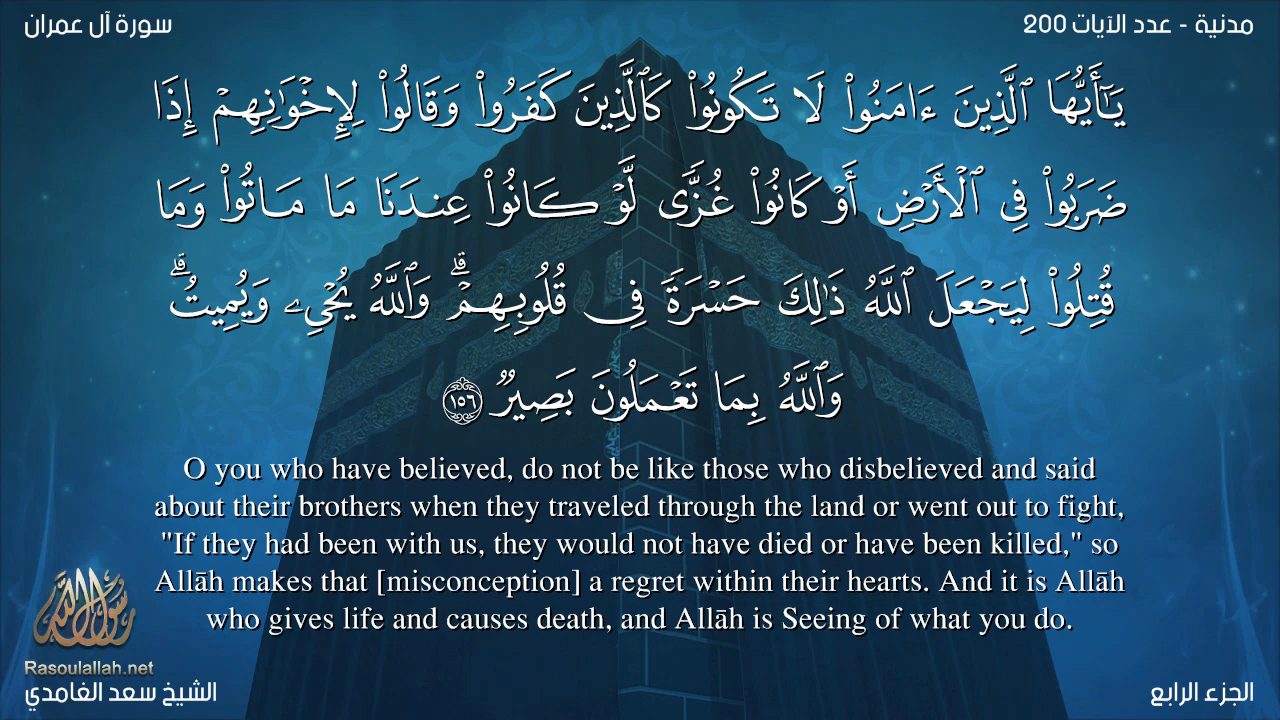 مدنية - عدد الآيات 200
سورة آل عمران
يَـٰٓأَيُّهَا ٱلَّذِينَ ءَامَنُوا۟ لَا تَكُونُوا۟ كَٱلَّذِينَ كَفَرُوا۟ وَقَالُوا۟ لِإِخْوَٰنِهِمْ إِذَا
ضَرَبُوا۟ فِى ٱلْأَرْضِ أَوْ كَانُوا۟ غُزًّى لَّوْ كَانُوا۟ عِندَنَا مَا مَاتُوا۟ وَمَا
قُتِلُوا۟ لِيَجْعَلَ ٱللَّهُ ذَٰلِكَ حَسْرَةً فِى قُلُوبِهِمْ ۗ وَٱللَّهُ يُحْىِۦ وَيُمِيتُ ۗ
وَٱللَّهُ بِمَا تَعْمَلُونَ بَصِيرٌ ١٥٦
O you who have believed, do not be like those who disbelieved and said
about their brothers when they traveled through the land or went out to fight,
"If they had been with us, they would not have died or have been killed," so
Allāh makes that [misconception] a regret within their hearts. And it is Allāh
who gives life and causes death, and Allāh is Seeing of what you do.
رسول الله
Rasoulallah.net
الجزء الرابع
الشيخ سعد الغامدي